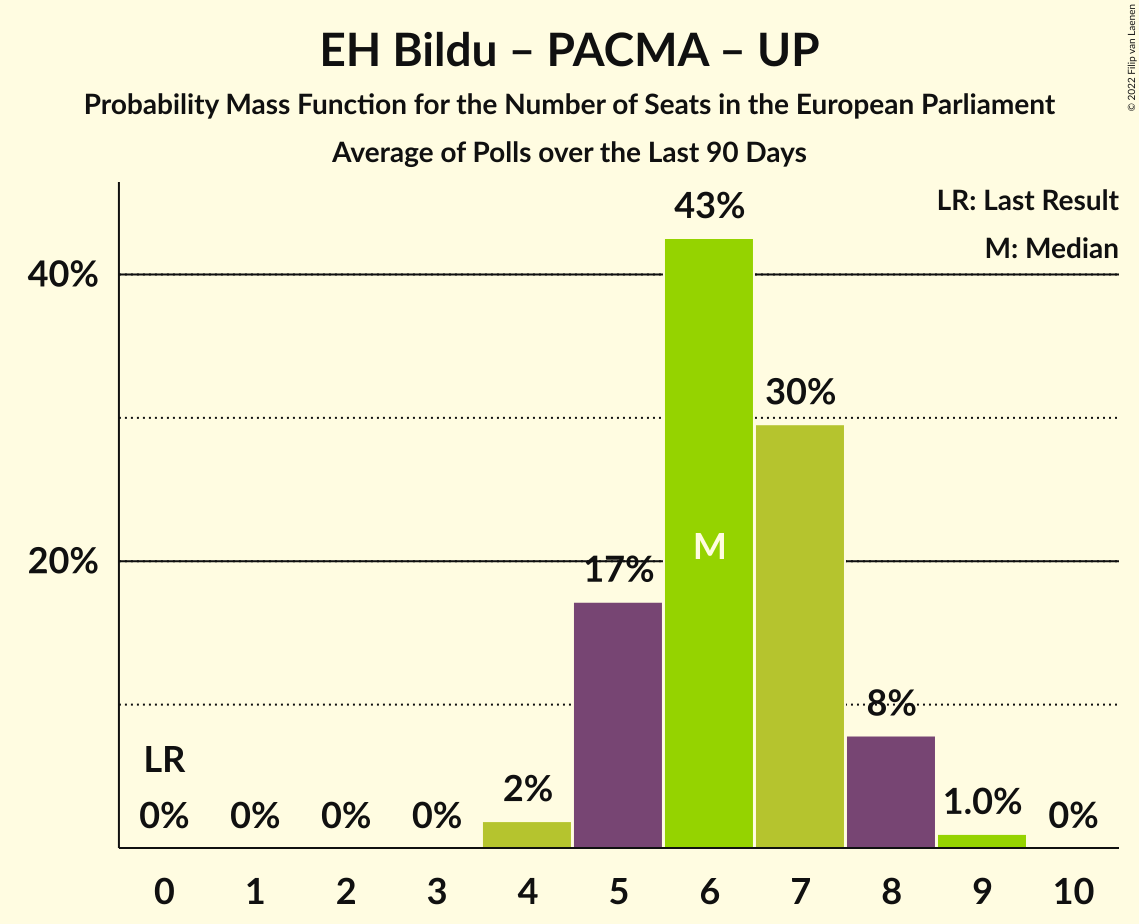 EH Bildu – PACMA – UP
Probability Mass Function for the Number of Seats in the European Parliament
Average of Polls over the Last 90 Days
© 2022 Filip van Laenen
LR: Last Result
M: Median
43%
40%
30%
M
20%
17%
8%
LR
2%
1.0%
0%
0%
0%
0%
0%
0 1 2 3 4 5 6 7 8 9 10